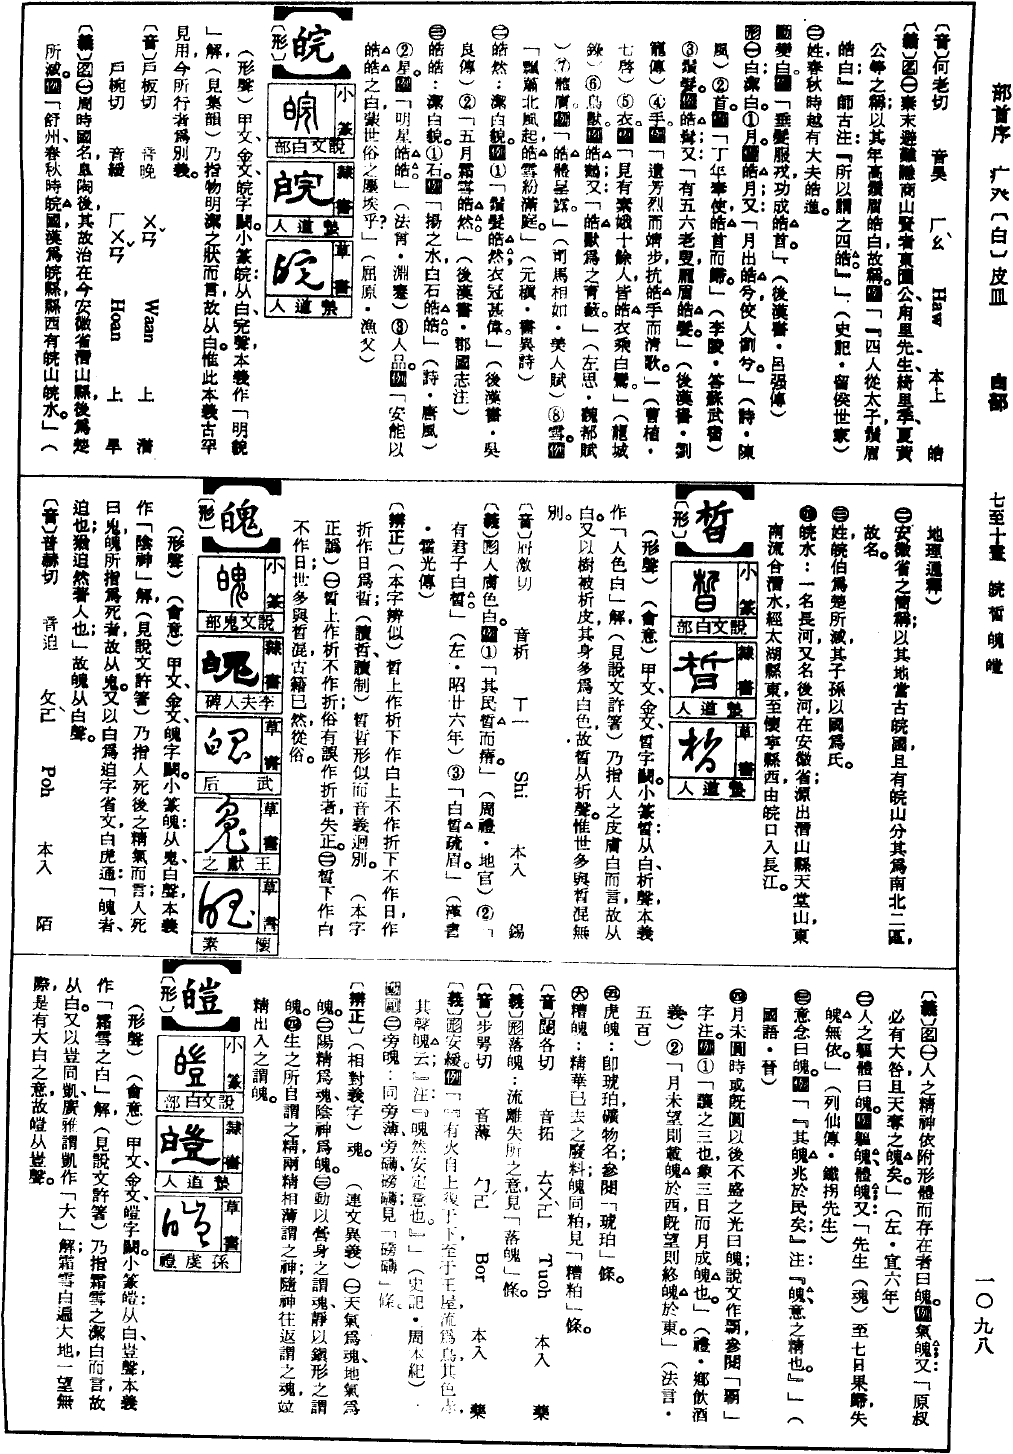 部首序 疒癶〔白〕皮皿 白部 七至十畫 皖皙魄皚 一〇九八
〔音〕何老切 音昊 ㄏㄠˋ Haw 本上 皓
〔義〕名㊀秦末避難商山賢者東園公、甪里先生、綺里季、夏黃
公等之稱；以其年高鬚眉皓白故稱。例「『四人從太子鬚眉
皓白』師古注：『所以謂之四皓。』」（史記・留侯世家）
㊁姓，春秋時越有大夫皓進。
動變白。例「垂髮服戎功成皓首」。（後漢書・呂强傳）
形㊀白；潔白。①月。例皓月；又「月出皓兮佼人劉兮」（詩・陳
風）②首。例「丁年奉使，皓首而歸。」（李陵・答蘇武書）
③鬚髮。例皓髯；又「有五六老叟，厖眉皓髮。」（後漢書・劉
寵傳）④手。例「遺芳烈而靖步，抗皓手而清歌。」（曹植・
七啓）⑤衣。例「見有素娥十餘人，皆皓衣乘白鸞。」（龍城
錄）⑥鳥獸。例皓鶴；又「皓獸爲之育藪。」（左思・魏都賦
）⑦體膚。例「皓體呈露。」（司馬相如・美人賦）⑧雪。例
「飄蕭北風起，皓雪紛滿庭。」（元稹・書異詩）
㊁皓然：潔白貌。例①「鬚髮皓然，衣冠甚偉。」（後漢書・吳
良傳）②「五月霜雪皓然。」（後漢書・郡國志注）
㊂皓皓：潔白貌。①石。例「揚之水，白石皓皓。」（詩・唐風）
②星。例「明星皓皓」（法言・淵騫）③人品。例「安能以
皓皓之白蒙世俗之塵埃乎？」（屈原・漁父）
皖
〔形〕
小篆 說文白部
隸書 蟄道人
草書 蟄道人
（形聲）甲文、金文皖字闕。小篆皖：从白、完聲，本義作「明貌
」解，（見集韻）乃指物明潔之狀而言，故从白。惟此本義古罕
見用，今所行者爲別義。
〔音〕戶板切 音晚 ㄨㄢˇ Waan 上 潸
戶椀切 音緩 ㄏㄨㄢˇ Hoan 上 旱
〔義〕名㊀周時國名，臯陶後，其故治在今安徽省潛山縣，後爲楚
所滅。例「舒州，春秋時皖國，漢爲皖縣，縣西有皖山皖水。」（
地理通釋）
㊁安徽省之簡稱；以其地當古皖國且有皖山分其爲南北二區，
故名。
㊂姓，皖伯爲楚所滅，其子孫以國爲氏。
㊃皖水：一名長河，又名後河，在安徽省；源出潛山縣天堂山，東
南流合潛水，經太湖縣東，至懷寧縣西由皖口入長江。
皙
〔形〕
小篆 說文白部
隸書 蟄道人
草書 蟄道人
（形聲）（會意）甲文、金文皙字闕。小篆皙：从白、析聲，本義
作「人色白」解，（見說文許箸）乃指人之皮膚白而言，故从
白。又以樹被析皮，其身多爲白色，故皙从析聲。惟世多與晳混無
別。
〔音〕先激切 音析 ㄒㄧ Shi 本入 錫
〔義〕形人膚色白。例①「其民皙而瘠。」（周禮・地官）②「
有君子白皙。」（左・昭廿六年）③「白皙疏眉。」（漢書
・霍光傳）
〔辨正〕（本字辨似）皙上作析下作白，上不作折，下不作日，作
折作日爲晢；（讀哲讀制）皙晢形似而音義迥別。（本字
正譌）㊀皙上作析不作折，俗有誤作折者失正。㊁皙下作白
不作日，世多與晳混，古籍已然，從俗。
魄
〔形〕
小篆 說文鬼部
隸書 李夫人碑
草書 武后
草書 王獻之
草書 懷素
（形聲）（會意）甲文、金文魄字闕。小篆魄：从鬼、白聲，本義
作「陰神」解，（見說文許箸）乃指人死後之精氣而言；人死
曰鬼，魄所指爲死者，故从鬼。又以白爲迫字省文，白虎通：「魄者，
迫也，猶迫迫然著人也」，故魄从白聲。
〔音〕普赫切 音迫 ㄆㄛˋ Poh 本入 陌
〔義〕名㊀人之精神依附形體而存在者曰魄。例氣魄；又「原叔
必有大咎且天奪之魄矣。」（左・宣六年）
㊁人之軀體曰魄。例軀魄、體魄；又「先生（魂）至，七日果歸，失
魄無依。」（列仙傳・鐵拐先生）
㊂意念曰魄。例「『其魄兆於民矣』注：『魄，意之精也。』」（
國語・晉）
㊃月未圓時或旣圓以後不盛之光曰魄；說文作霸，參閱「霸」
字注。例①「讓之三也，象三日而月成魄也。」（禮・鄉飲酒
義）②「月未望則載魄於西，旣望則終魄於東。」（法言・
五百）
㊄虎魄：卽琥珀；礦物名，參閱「琥珀」條。
㊅糟魄：精華已去之廢料；魄同粕，見「糟粕」條。
〔音〕闥各切 音拓 ㄊㄨㄛˋ Tuoh 本入 藥
〔義〕形落魄：流離失所之意，見「落魄」條。
〔音〕步咢切 音薄 ㄅㄛˊ Bor 本入 藥
〔義〕形安緩。例「『有火自上復于下，至于王屋，流爲烏，其色赤，
其聲魄云。』注：『魄然，安定意也。』」（史記・周本紀）
動副㊁旁魄：同旁薄、旁礴、磅礴；見「磅礴」條。
〔辨正〕（相對義字）魂。（連文異義）㊀天氣爲魂，地氣爲
魄。㊁陽精爲魂，陰神爲魄。㊂動以營身之謂魂，靜以鎭形之謂
魄。㊃生之所自謂之精，兩精相薄謂之神，隨神往返謂之魂，竝
精出入之謂魄。
皚
〔形〕
小篆 說文白部
隸書 蟄道人
草書 孫虔禮
（形聲）（會意）甲文、金文皚字闕。小篆皚：从白、豈聲，本義
作「霜雪之白」解，（見說文許箸）乃指霜雪之潔白而言，故
从白。又以豈同凱，廣雅謂凱作「大」解；霜雪白遍大地，一望無
際，是有大白之意，故皚从豈聲。